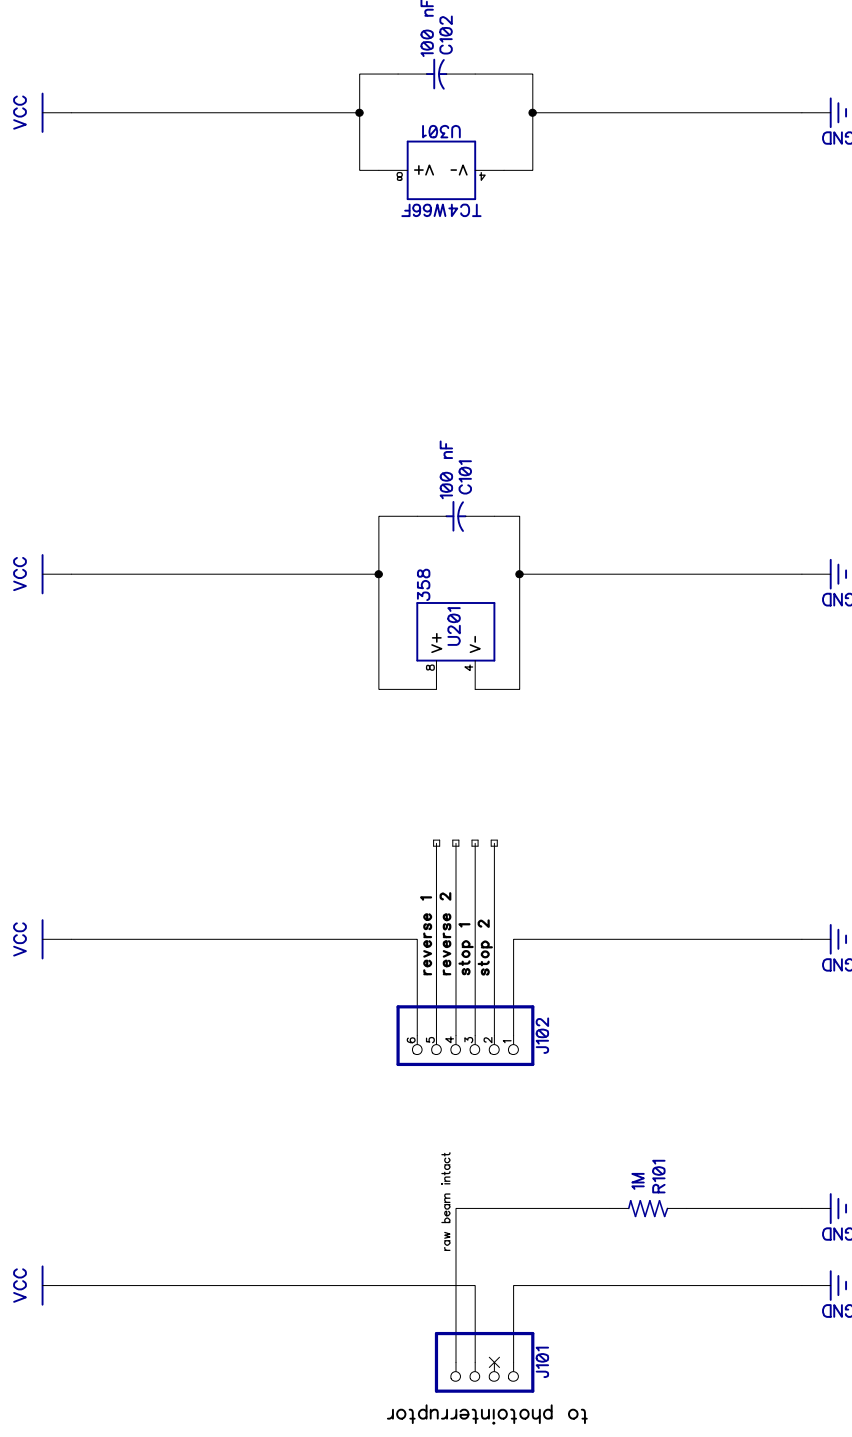 VCC
100 nF
C102
U301
V+
V-
8
4
TC4W66F
GND
VCC
100 nF
C101
358
U201
V+
V-
8
4
GND
VCC
reverse 1
reverse 2
stop 1
stop 2
6
5
4
3
2
1
J102
GND
VCC
raw beam intact
1M
R101
GND
GND
J101
to photointerruptor